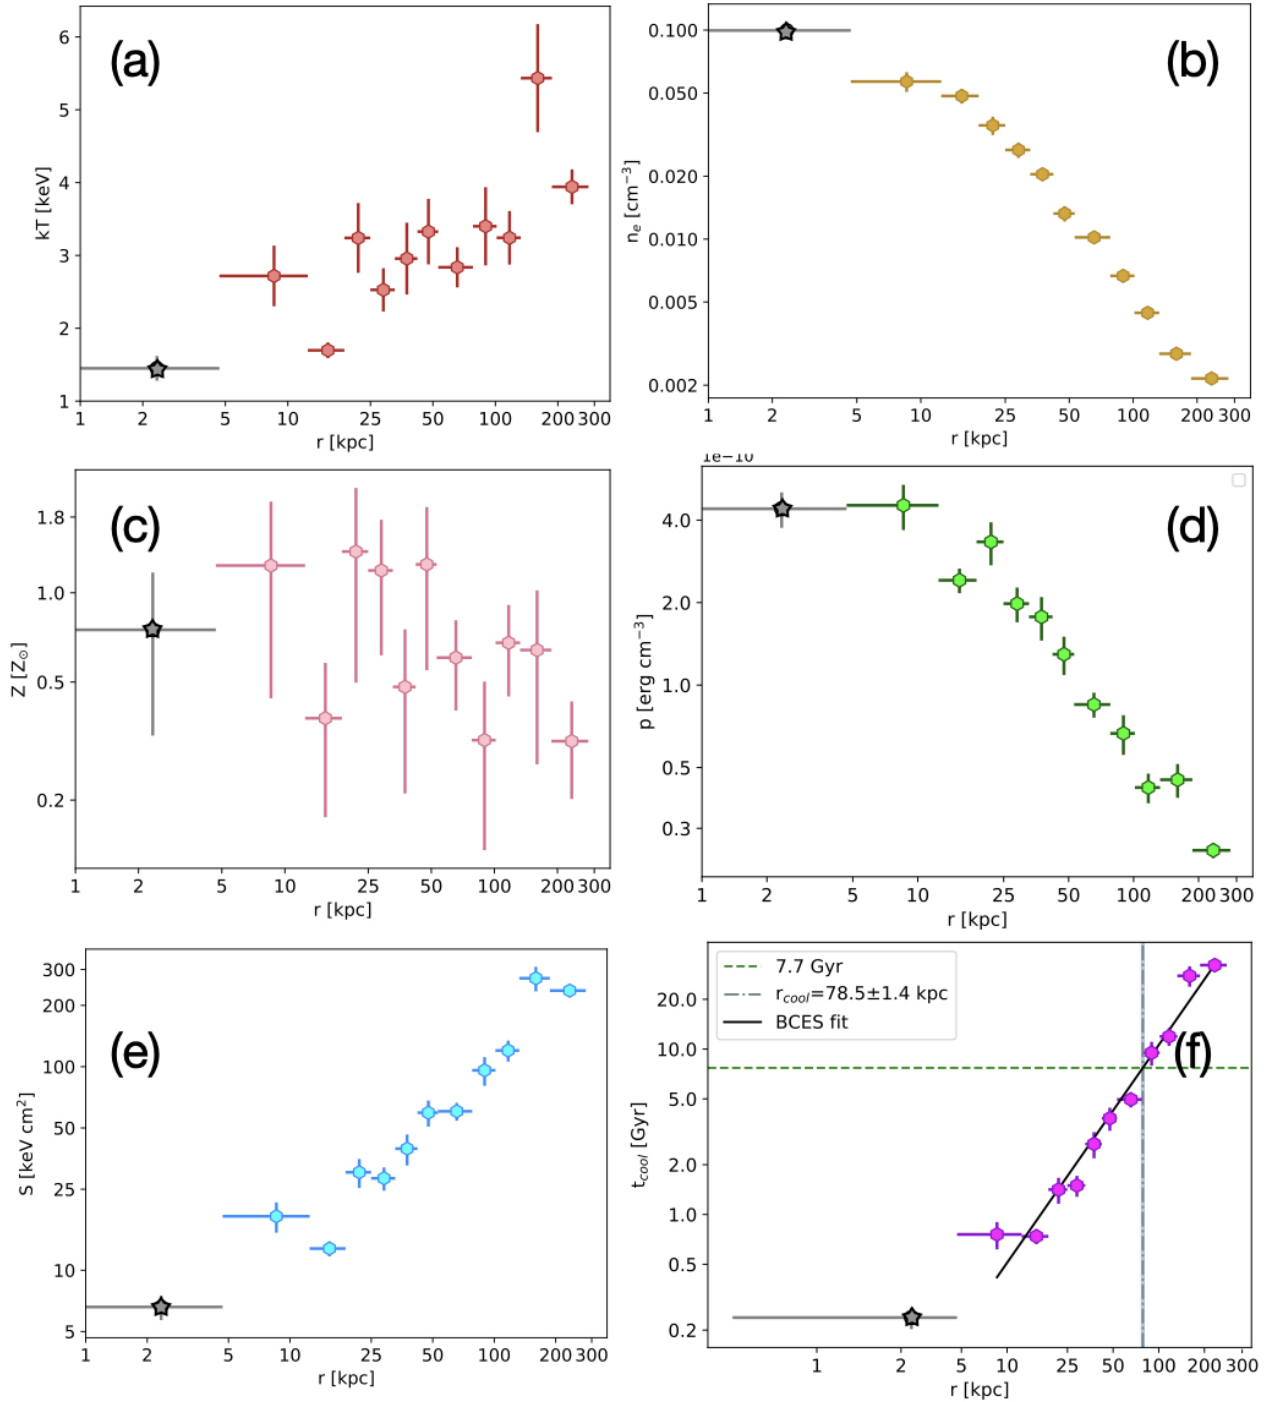 (a)
kT [keV]
6
5
4
3
2
1
1 2 5 10 25 50 100 200 300
r [kpc]
(b)
nₑ [cm⁻³]
0.100
0.050
0.020
0.010
0.005
0.002
1 2 5 10 25 50 100 200 300
r [kpc]
(c)
Z [Z⊙]
1.8
1.0
0.5
0.2
1 2 5 10 25 50 100 200 300
r [kpc]
1e−10
(d)
p [erg cm⁻³]
4.0
2.0
1.0
0.5
0.3
1 2 5 10 25 50 100 200 300
r [kpc]
(e)
S [keV cm²]
300
200
100
50
25
10
5
1 2 5 10 25 50 100 200 300
r [kpc]
7.7 Gyr
r_cool=78.5±1.4 kpc
BCES fit
(f)
t_cool [Gyr]
20.0
10.0
5.0
2.0
1.0
0.5
0.2
1 2 5 10 25 50 100 200 300
r [kpc]